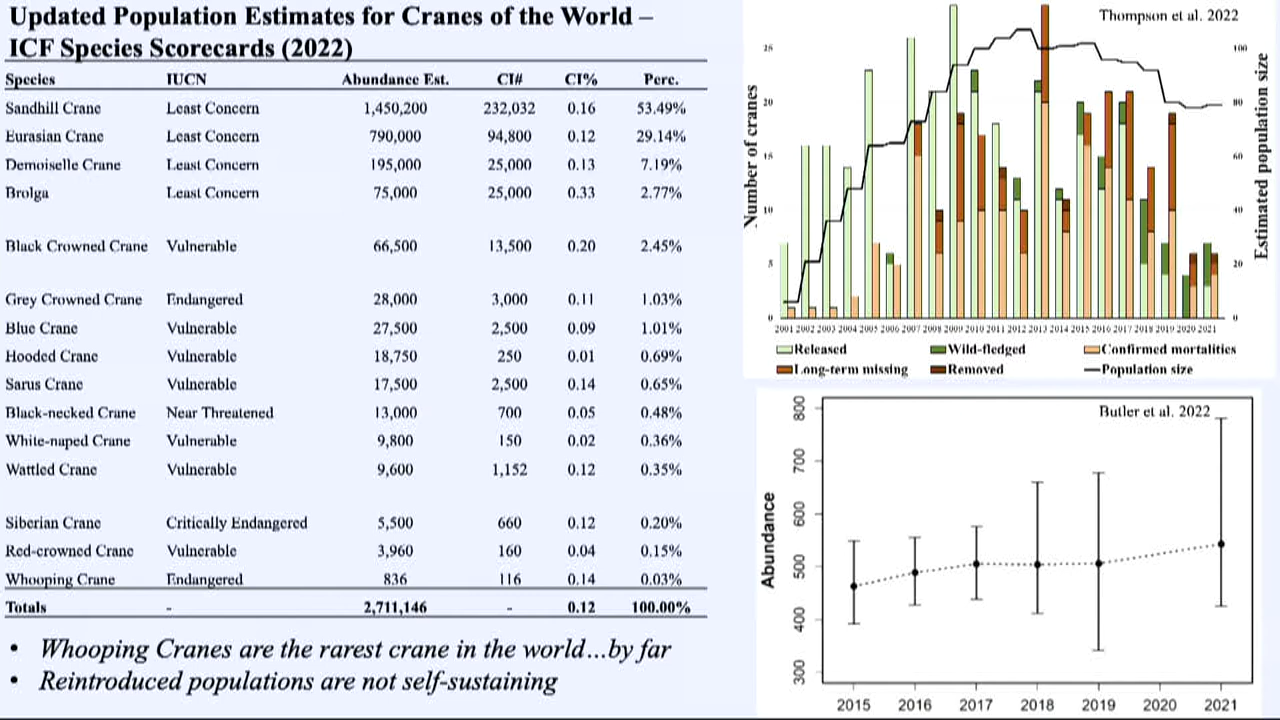 Updated Population Estimates for Cranes of the World –
ICF Species Scorecards (2022)
Species IUCN Abundance Est. CI# CI% Perc.
Sandhill Crane Least Concern 1,450,200 232,032 0.16 53.49%
Eurasian Crane Least Concern 790,000 94,800 0.12 29.14%
Demoiselle Crane Least Concern 195,000 25,000 0.13 7.19%
Brolga Least Concern 75,000 25,000 0.33 2.77%
Black Crowned Crane Vulnerable 66,500 13,500 0.20 2.45%
Grey Crowned Crane Endangered 28,000 3,000 0.11 1.03%
Blue Crane Vulnerable 27,500 2,500 0.09 1.01%
Hooded Crane Vulnerable 18,750 250 0.01 0.69%
Sarus Crane Vulnerable 17,500 2,500 0.14 0.65%
Black-necked Crane Near Threatened 13,000 700 0.05 0.48%
White-naped Crane Vulnerable 9,800 150 0.02 0.36%
Wattled Crane Vulnerable 9,600 1,152 0.12 0.35%
Siberian Crane Critically Endangered 5,500 660 0.12 0.20%
Red-crowned Crane Vulnerable 3,960 160 0.04 0.15%
Whooping Crane Endangered 836 116 0.14 0.03%
Totals - 2,711,146 - 0.12 100.00%
• Whooping Cranes are the rarest crane in the world...by far
• Reintroduced populations are not self-sustaining
Thompson et al. 2022
Number of cranes
25
20
15
10
5
0
Estimated population size
100
80
60
40
20
0
2001 2002 2003 2004 2005 2006 2007 2008 2009 2010 2011 2012 2013 2014 2015 2016 2017 2018 2019 2020 2021
Released Wild-fledged Confirmed mortalities
Long-term missing Removed Population size
Butler et al. 2022
Abundance
800
700
600
500
400
300
2015 2016 2017 2018 2019 2020 2021